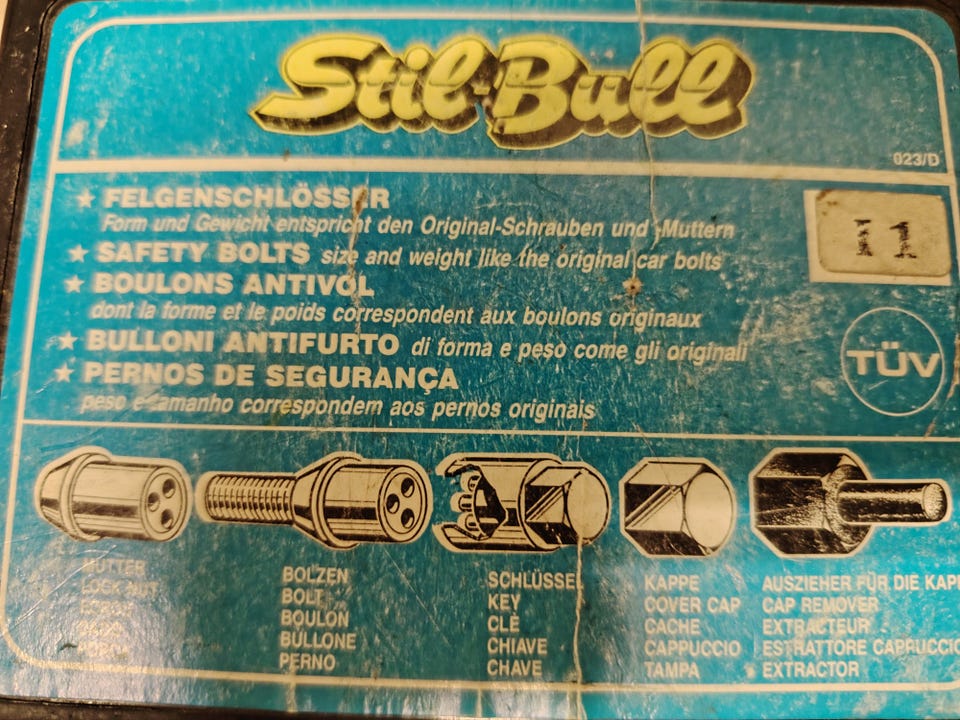 Stil-Bull
023/D
★ FELGENSCHLÖSSER
Form und Gewicht entspricht den Original-Schrauben und -Muttern
I1
★ SAFETY BOLTS size and weight like the original car bolts
★ BOULONS ANTIVOL
dont la forme et le poids correspondent aux boulons originaux
★ BULLONI ANTIFURTO di forma e peso come gli originali
TÜV
★ PERNOS DE SEGURANÇA
peso e tamanho correspondem aos pernos originais
MUTTER
LOCK NUT
BOLZEN
BOLT
BOULON
BULLONE
PERNO
SCHLÜSSEL
KEY
CLÈ
CHIAVE
CHAVE
KAPPE
COVER CAP
CACHE
CAPPUCCIO
TAMPA
AUSZIEHER FÜR DIE KAPP
CAP REMOVER
EXTRACTEUR
ESTRATTORE CAPPUCCIO
EXTRACTOR